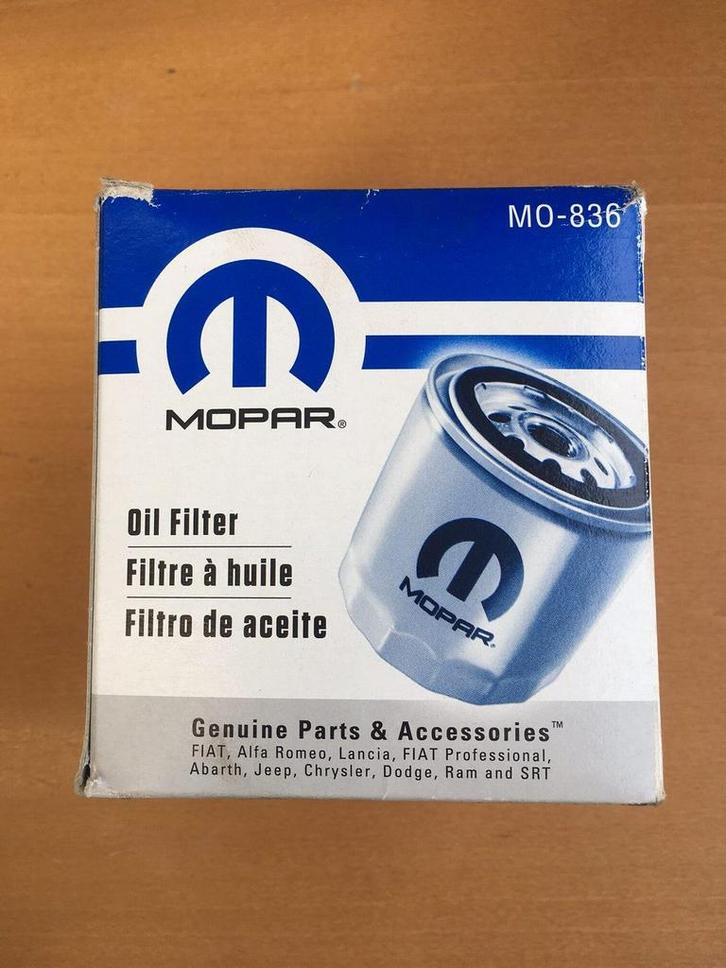 MO-836
MOPAR®
Oil Filter
Filtre à huile
Filtro de aceite
MOPAR®
Genuine Parts & Accessories™
FIAT, Alfa Romeo, Lancia, FIAT Professional,
Abarth, Jeep, Chrysler, Dodge, Ram and SRT